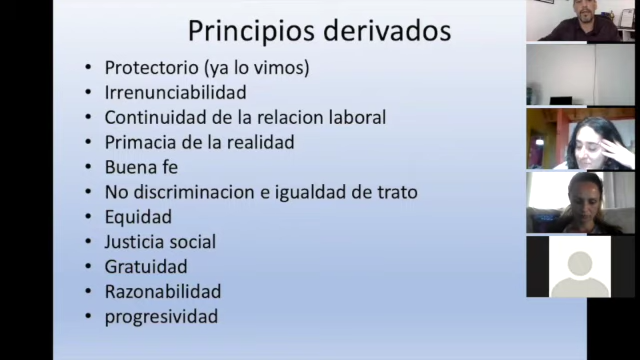 Principios derivados
• Protectorio (ya lo vimos)
• Irrenunciabilidad
• Continuidad de la relacion laboral
• Primacia de la realidad
• Buena fe
• No discriminacion e igualdad de trato
• Equidad
• Justicia social
• Gratuidad
• Razonabilidad
• progresividad